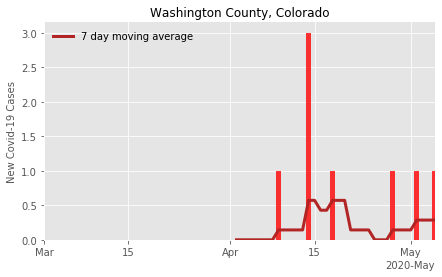 Washington County, Colorado
7 day moving average
New Covid-19 Cases
3.0
2.5
2.0
1.5
1.0
0.5
0.0
Mar
15
Apr
15
May
2020-May